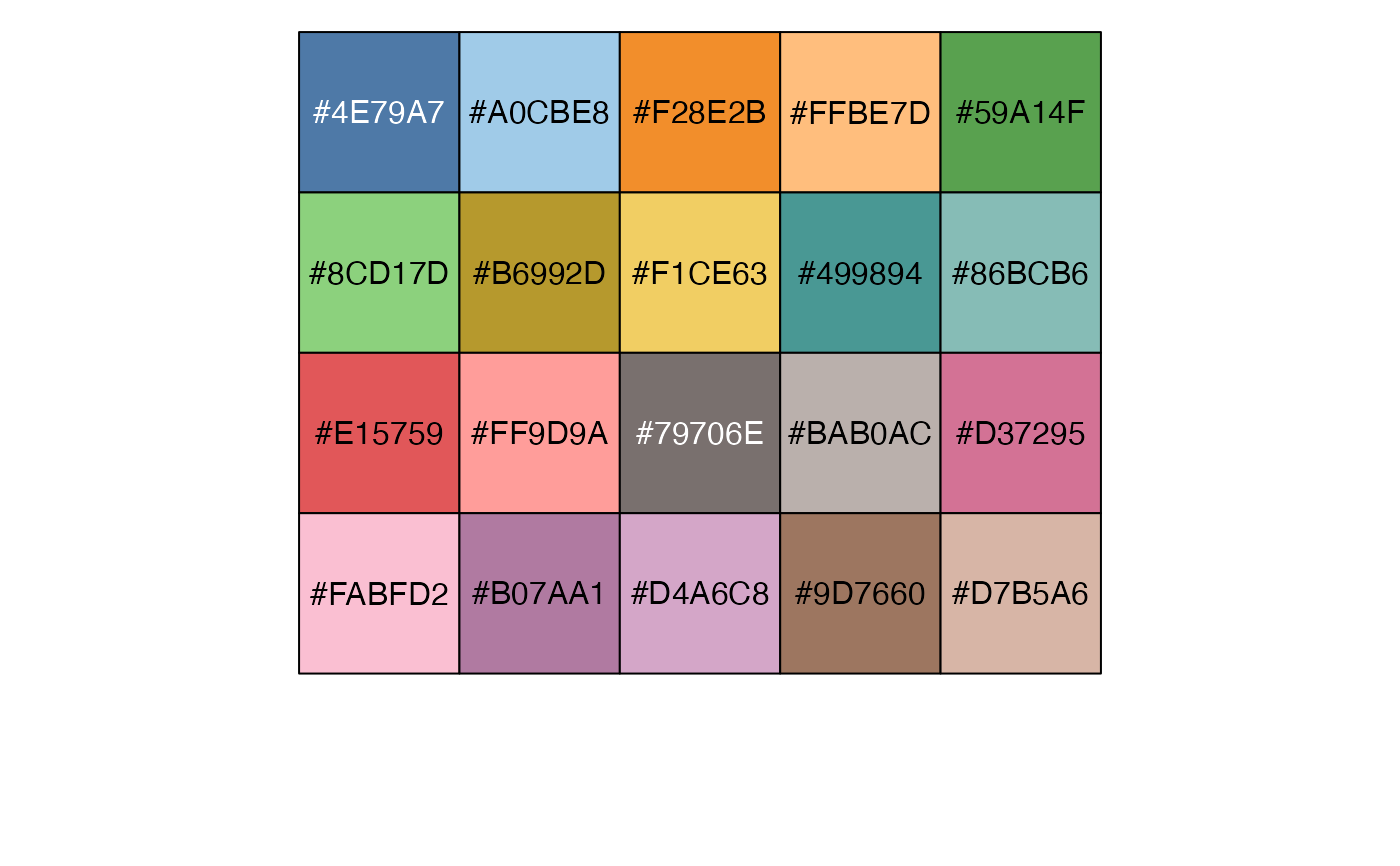 #4E79A7 #A0CBE8 #F28E2B #FFBE7D #59A14F
#8CD17D #B6992D #F1CE63 #499894 #86BCB6
#E15759 #FF9D9A #79706E #BAB0AC #D37295
#FABFD2 #B07AA1 #D4A6C8 #9D7660 #D7B5A6